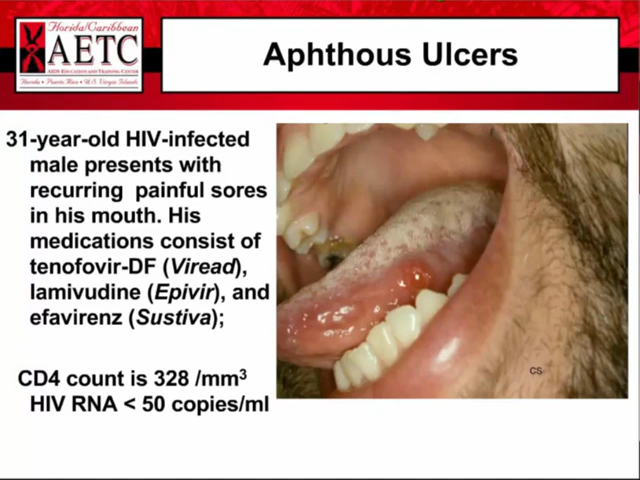 Florida/Caribbean
AETC
AIDS EDUCATION AND TRAINING CENTER
Florida • Puerto Rico • U.S. Virgin Islands
Aphthous Ulcers
31-year-old HIV-infected
male presents with
recurring painful sores
in his mouth. His
medications consist of
tenofovir-DF (Viread),
lamivudine (Epivir), and
efavirenz (Sustiva);
CD4 count is 328 /mm³
HIV RNA < 50 copies/ml
CS